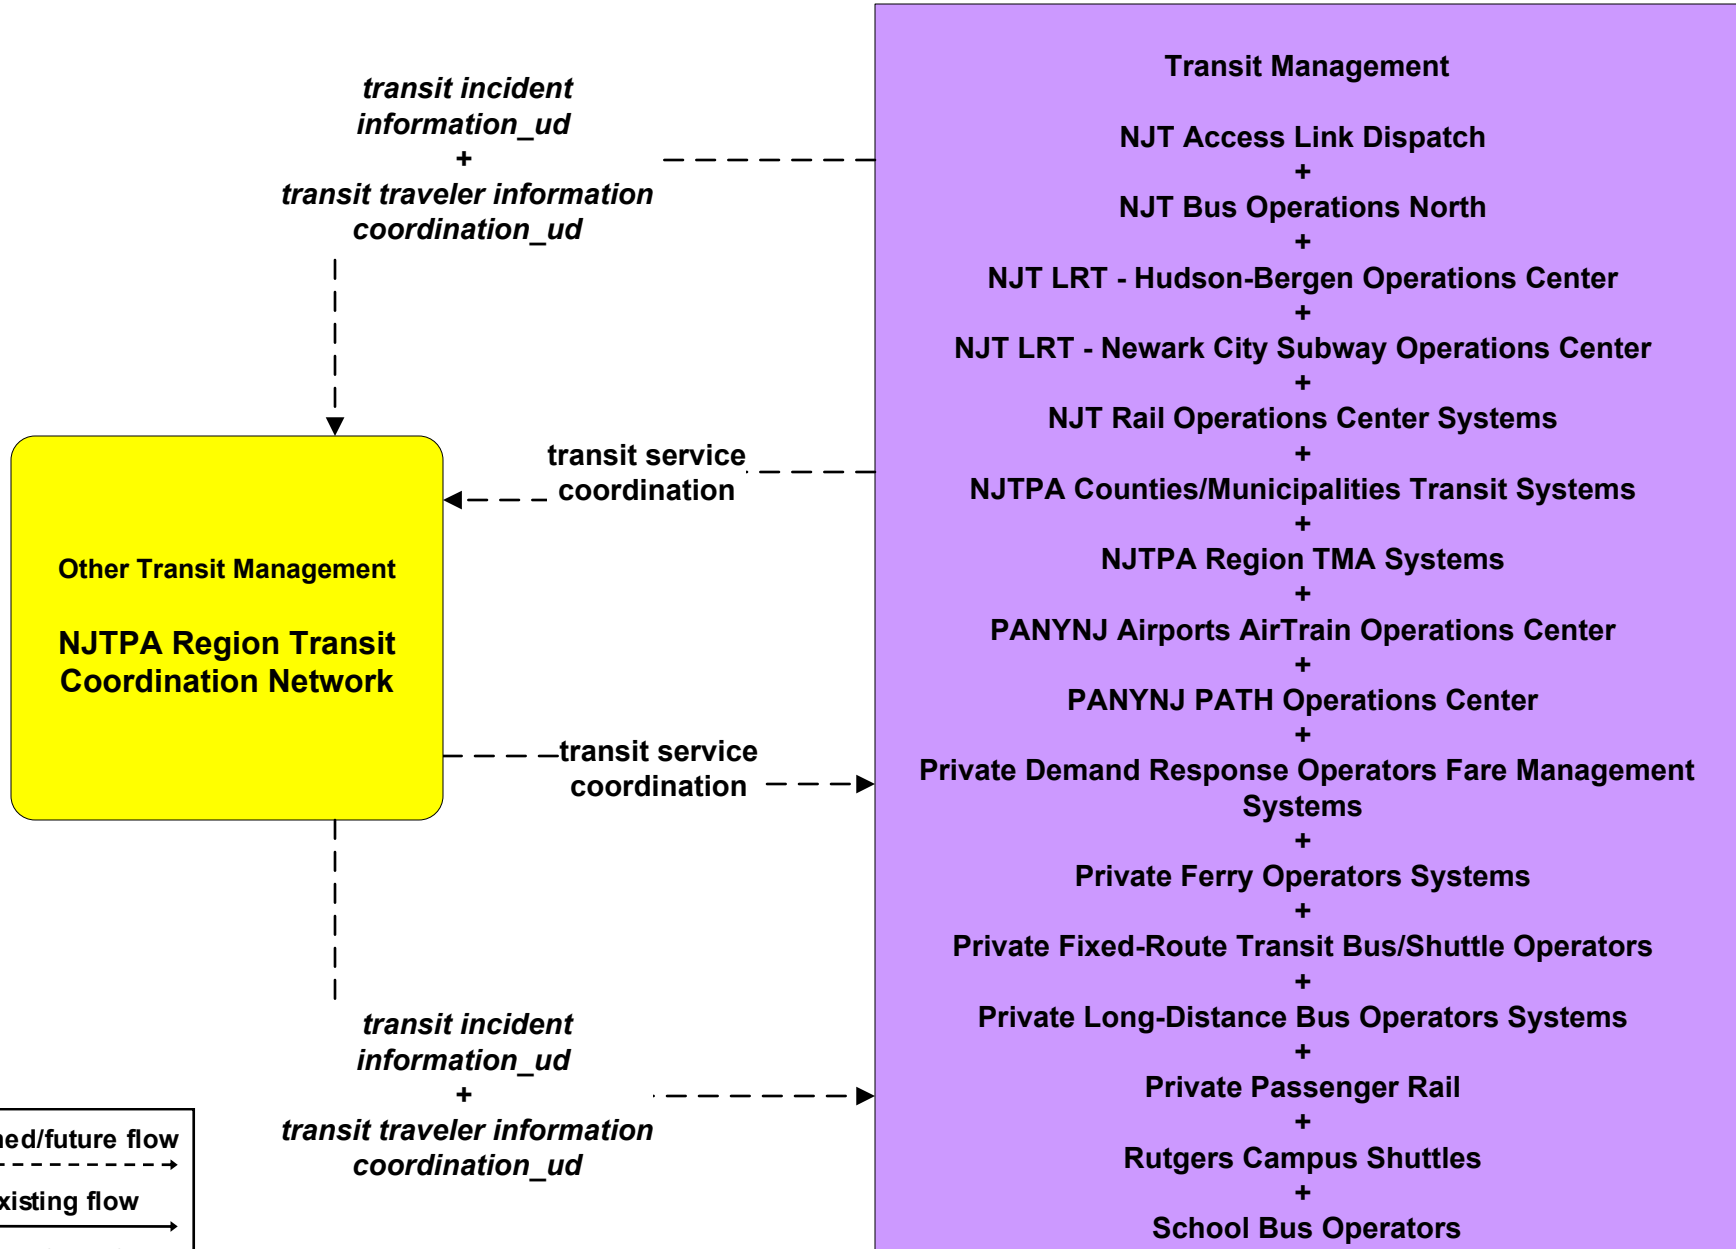 transit incident
information_ud
+
transit traveler information
coordination_ud
transit service
coordination
Other Transit Management
NJTPA Region Transit
Coordination Network
transit service
coordination
transit incident
information_ud
+
transit traveler information
coordination_ud
flow
flow
Transit Management
NJT Access Link Dispatch
+
NJT Bus Operations North
+
NJT LRT - Hudson-Bergen Operations Center
+
NJT LRT - Newark City Subway Operations Center
+
NJT Rail Operations Center Systems
+
NJTPA Counties/Municipalities Transit Systems
+
NJTPA Region TMA Systems
+
PANYNJ Airports AirTrain Operations Center
+
PANYNJ PATH Operations Center
+
Private Demand Response Operators Fare Management
Systems
+
Private Ferry Operators Systems
+
Private Fixed-Route Transit Bus/Shuttle Operators
+
Private Long-Distance Bus Operators Systems
+
Private Passenger Rail
+
Rutgers Campus Shuttles
+
School Bus Operators